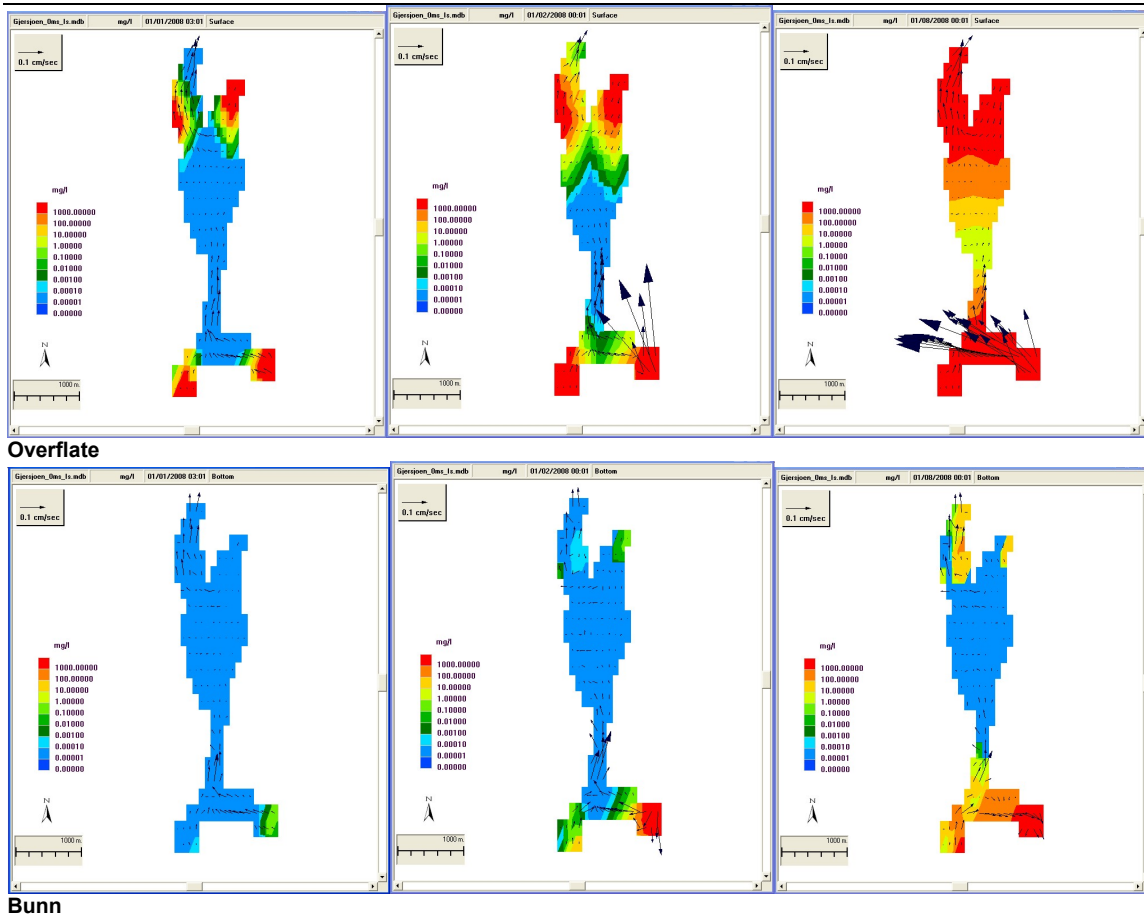 Gjersjoen_0ms_Is.mdb mg/l 01/01/2008 03:01 Surface
0.1 cm/sec
mg/l
1000.00000
100.00000
10.00000
1.00000
0.10000
0.01000
0.00100
0.00010
0.00001
0.00000
N
1000 m.
Gjersjoen_0ms_Is.mdb mg/l 01/02/2008 00:01 Surface
0.1 cm/sec
mg/l
1000.00000
100.00000
10.00000
1.00000
0.10000
0.01000
0.00100
0.00010
0.00001
0.00000
N
1000 m.
Gjersjoen_0ms_Is.mdb mg/l 01/08/2008 00:01 Surface
0.1 cm/sec
mg/l
1000.00000
100.00000
10.00000
1.00000
0.10000
0.01000
0.00100
0.00010
0.00001
0.00000
N
1000 m.
Overflate
Gjersjoen_0ms_Is.mdb mg/l 01/01/2008 03:01 Bottom
0.1 cm/sec
mg/l
1000.00000
100.00000
10.00000
1.00000
0.10000
0.01000
0.00100
0.00010
0.00001
0.00000
N
1000 m.
Gjersjoen_0ms_Is.mdb mg/l 01/02/2008 00:01 Bottom
0.1 cm/sec
mg/l
1000.00000
100.00000
10.00000
1.00000
0.10000
0.01000
0.00100
0.00010
0.00001
0.00000
N
1000 m.
Gjersjoen_0ms_Is.mdb mg/l 01/08/2008 00:01 Bottom
0.1 cm/sec
mg/l
1000.00000
100.00000
10.00000
1.00000
0.10000
0.01000
0.00100
0.00010
0.00001
0.00000
N
1000 m.
Bunn